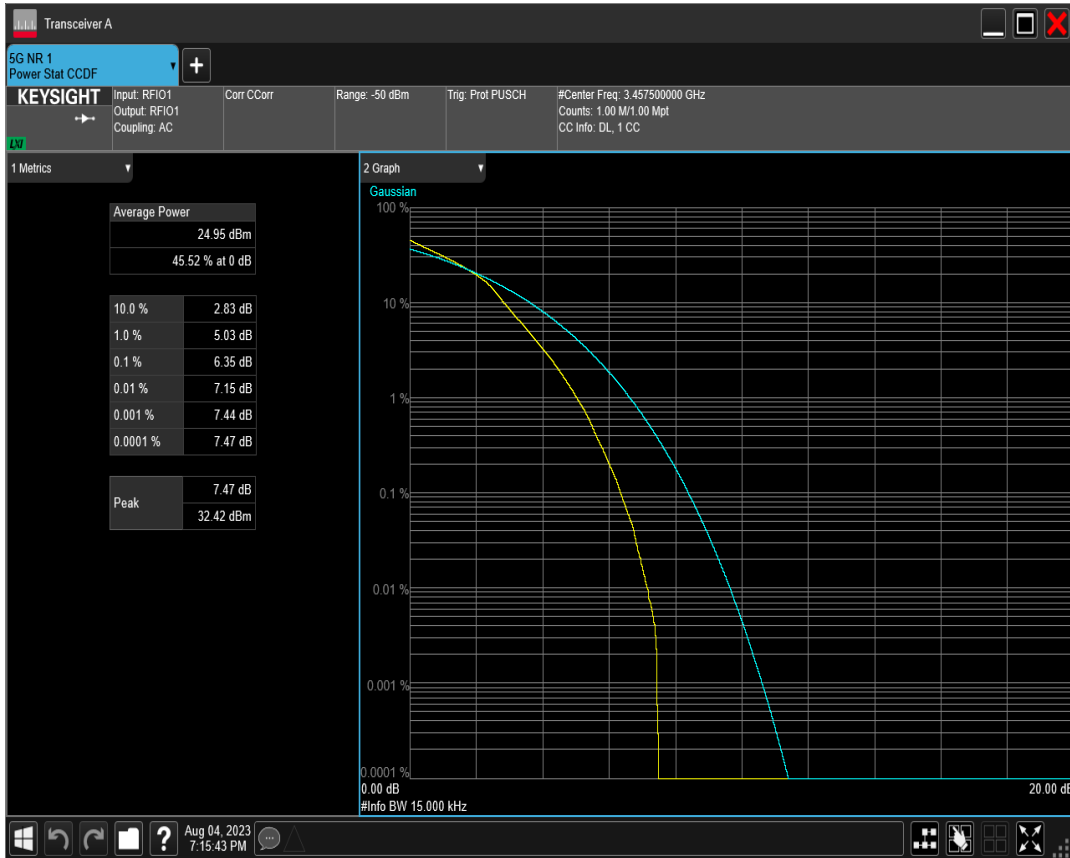 Transceiver A
5G NR 1
Power Stat CCDF
KEYSIGHT
LXI
Input: RFIO1
Output: RFIO1
Coupling: AC
Corr CCorr
Range: -50 dBm
Trig: Prot PUSCH
#Center Freq: 3.457500000 GHz
Counts: 1.00 M/1.00 Mpt
CC Info: DL, 1 CC
1 Metrics
Average Power
24.95 dBm
45.52 % at 0 dB
10.0 % 2.83 dB
1.0 % 5.03 dB
0.1 % 6.35 dB
0.01 % 7.15 dB
0.001 % 7.44 dB
0.0001 % 7.47 dB
Peak
7.47 dB
32.42 dBm
2 Graph
Gaussian
100 %
10 %
1 %
0.1 %
0.01 %
0.001 %
0.0001 %
0.00 dB
20.00 dB
#Info BW 15.000 kHz
?
Aug 04, 2023
7:15:43 PM